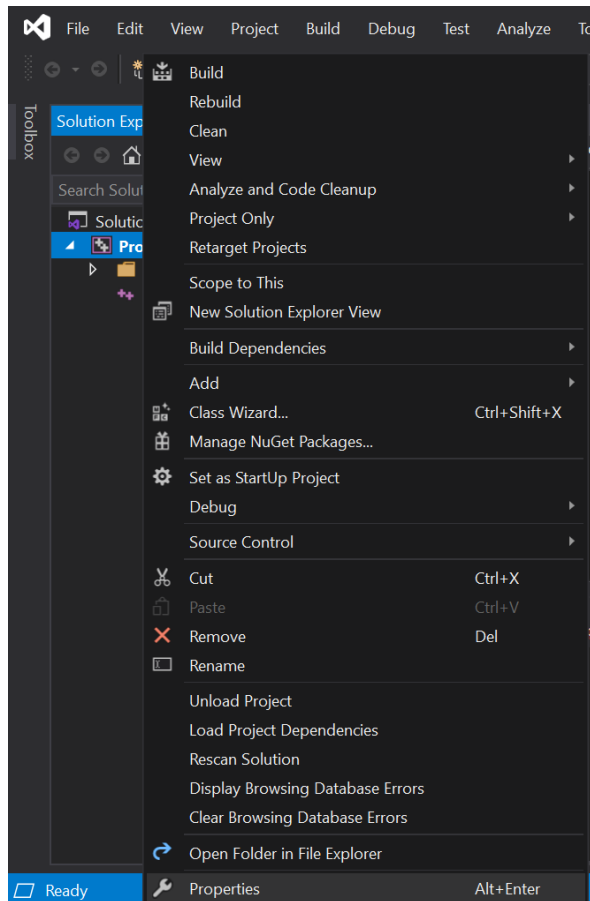 File Edit View Project Build Debug Test Analyze
Toolbox
Solution Exp
Search Solut
Solutio
Pro
Build
Rebuild
Clean
View
Analyze and Code Cleanup
Project Only
Retarget Projects
Scope to This
New Solution Explorer View
Build Dependencies
Add
Class Wizard... Ctrl+Shift+X
Manage NuGet Packages...
Set as StartUp Project
Debug
Source Control
Cut Ctrl+X
Paste Ctrl+V
Remove Del
Rename
Unload Project
Load Project Dependencies
Rescan Solution
Display Browsing Database Errors
Clear Browsing Database Errors
Open Folder in File Explorer
Properties Alt+Enter
Ready